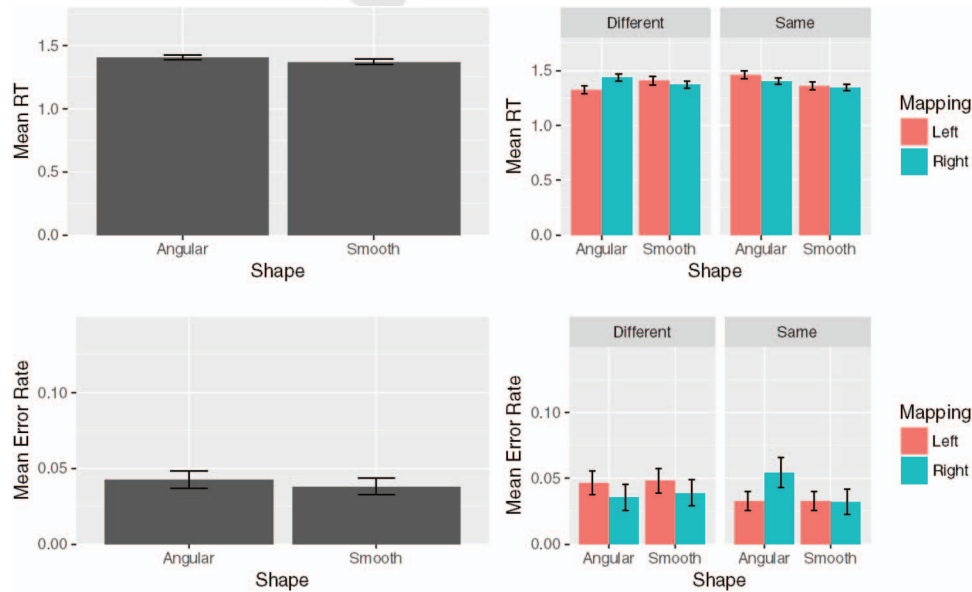 Mean RT
1.5
1.0
0.5
0.0
Angular
Smooth
Shape
Different
Same
Mean RT
1.5
1.0
0.5
0.0
Angular
Smooth
Angular
Smooth
Shape
Mapping
Left
Right
Mean Error Rate
0.10
0.05
0.00
Angular
Smooth
Shape
Different
Same
Mean Error Rate
0.10
0.05
0.00
Angular
Smooth
Angular
Smooth
Shape
Mapping
Left
Right